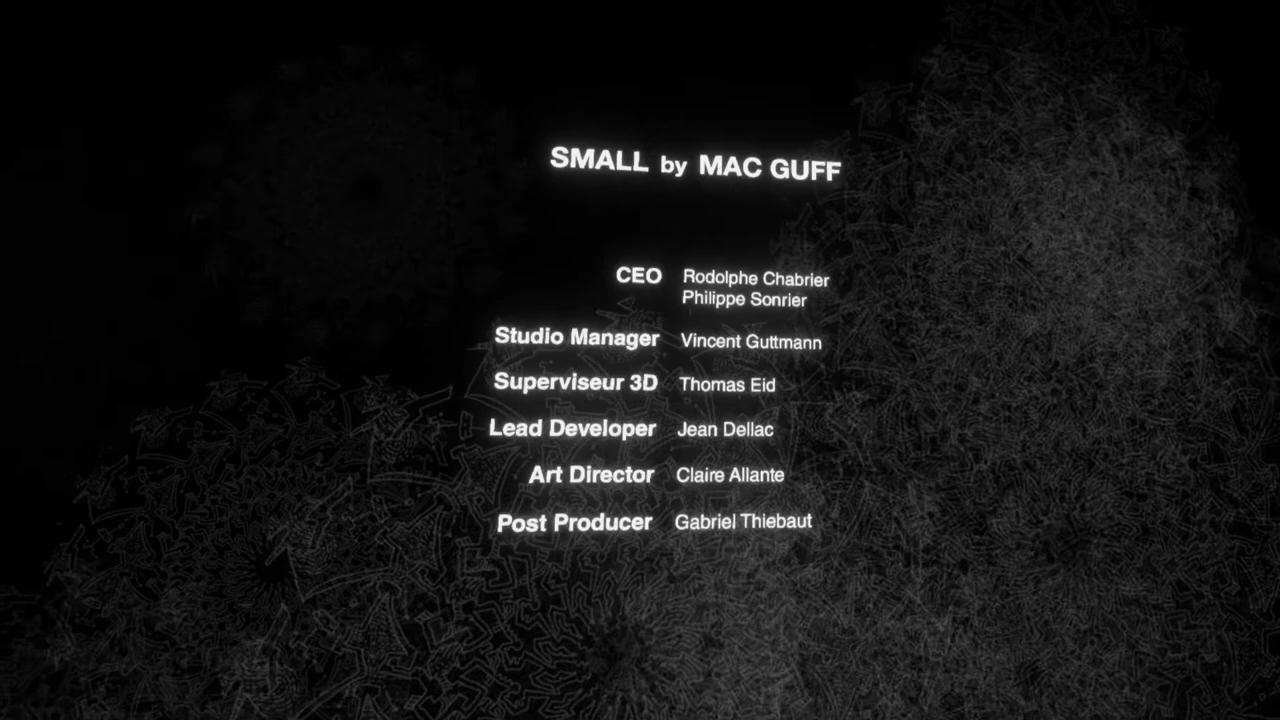 SMALL by MAC GUFF
CEO Rodolphe Chabrier
Philippe Sonrier
Studio Manager Vincent Guttmann
Superviseur 3D Thomas Eid
Lead Developer Jean Dellac
Art Director Claire Allante
Post Producer Gabriel Thiebaut